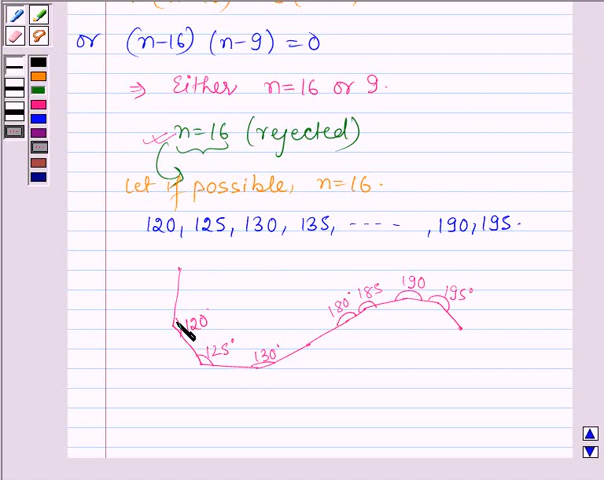 or (n-16) (n-9) = 0
⇒ Either n=16 or 9.
n=16 (rejected)
Let if possible, n=16.
120, 125, 130, 135, ---- , 190, 195.
180° 185 190 195°
120°
125° 130°